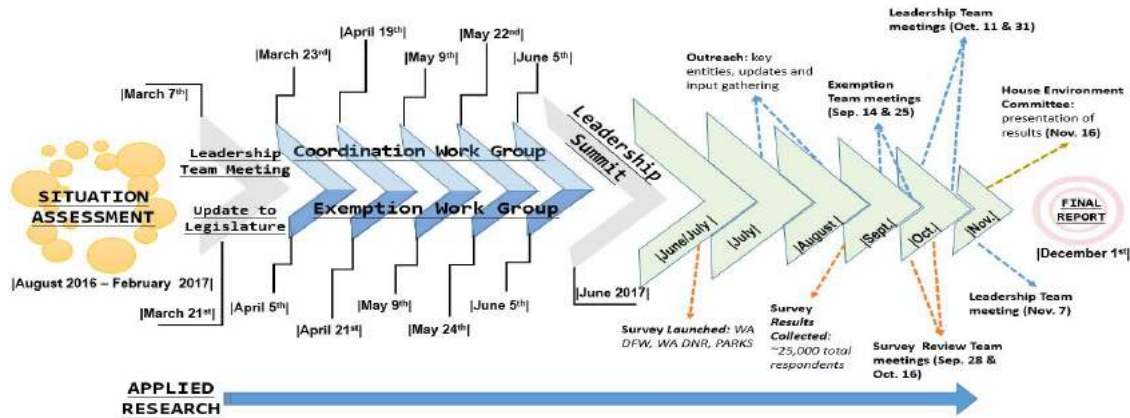 SITUATION
ASSESSMENT
|August 2016 – February 2017|
|March 7th|
Leadership
Team Meeting
Update to
Legislature
|March 21st|
|March 23rd|
|April 19th|
|May 9th|
|May 22nd|
|June 5th|
Coordination Work Group
Exemption Work Group
|April 5th|
|April 21st|
|May 9th|
|May 24th|
|June 5th|
Leadership
Summit
|June 2017|
|June/July|
|July|
|August|
|Sept.|
|Oct.|
|Nov.|
Survey Launched: WA
DFW, WA DNR, PARKS
Outreach: key
entities, updates and
input gathering
Survey
Results
Collected:
~25,000 total
respondents
Exemption
Team meetings
(Sep. 14 & 25)
Survey Review Team
meetings (Sep. 28 &
Oct. 16)
Leadership Team
meetings (Oct. 11 & 31)
House Environment
Committee:
presentation of
results (Nov. 16)
Leadership Team
meeting (Nov. 7)
FINAL
REPORT
|December 1st|
APPLIED
RESEARCH